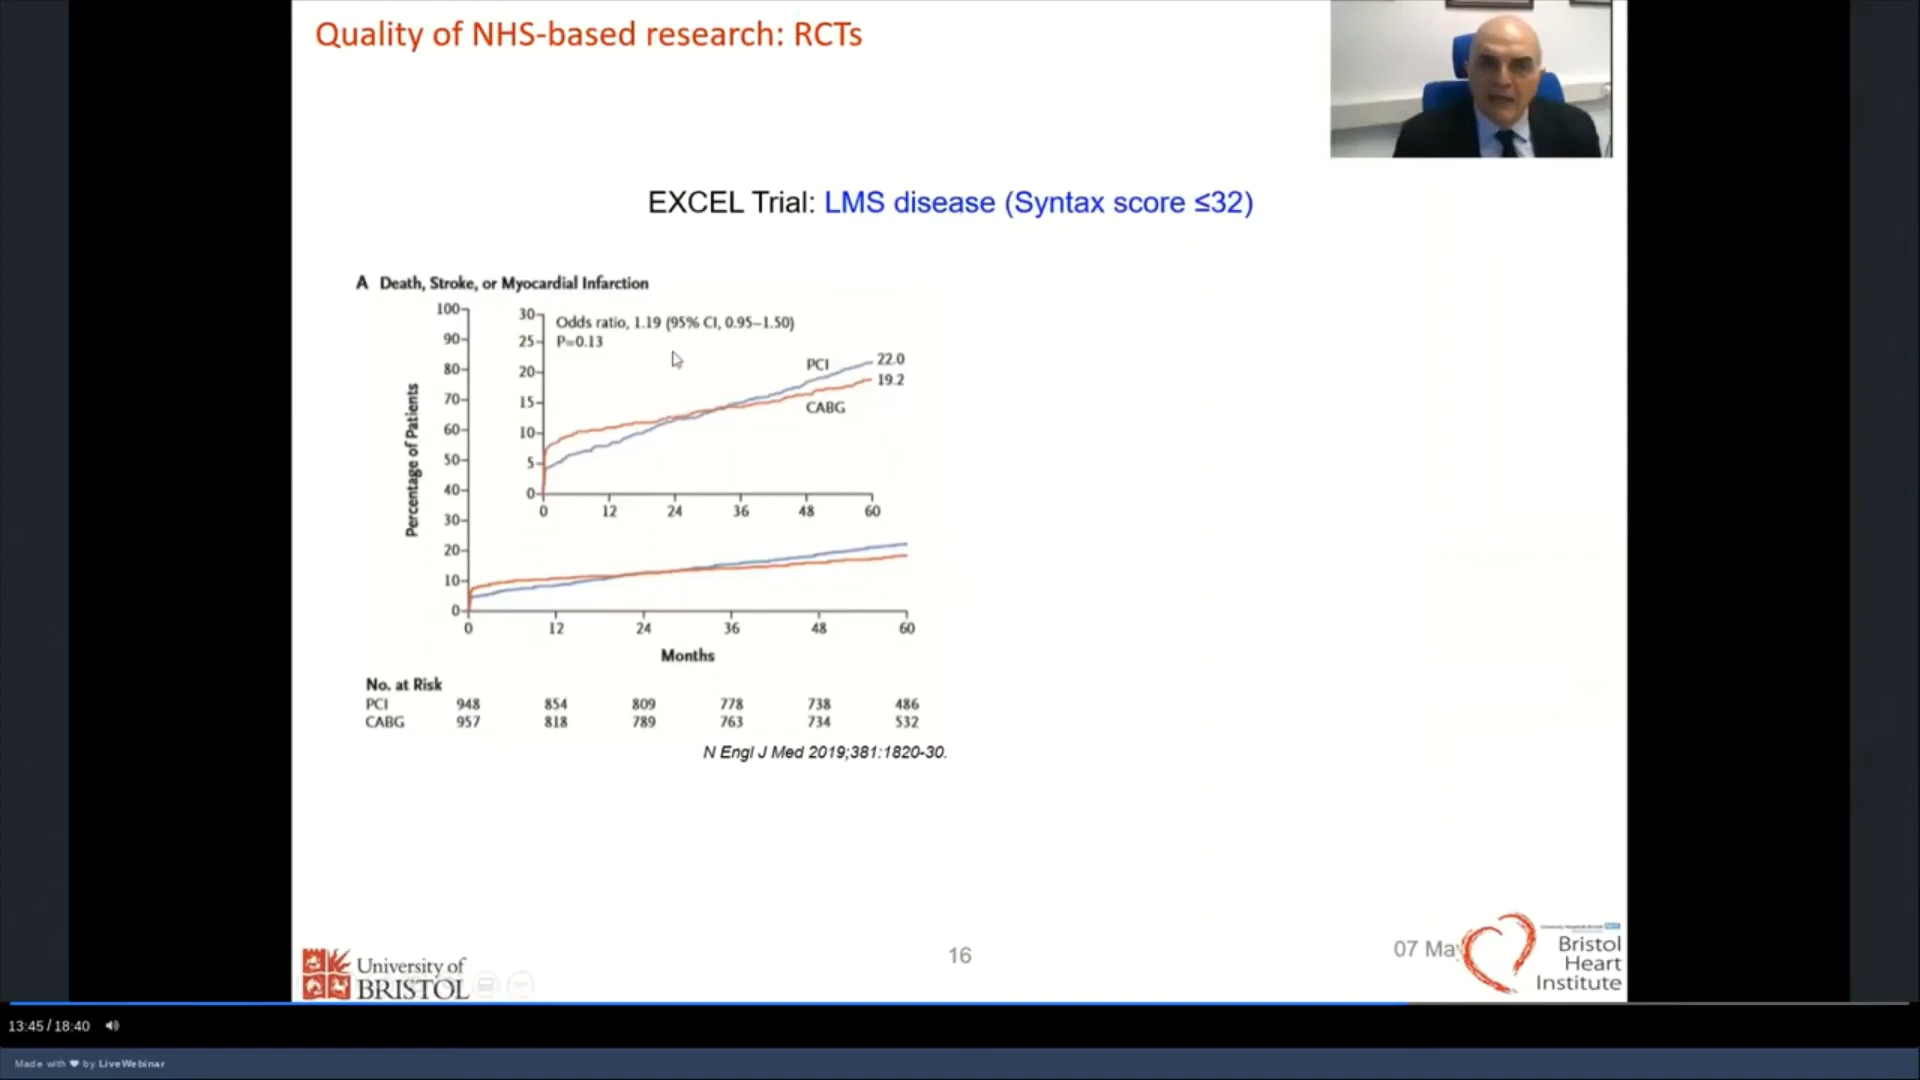 Quality of NHS-based research: RCTs
EXCEL Trial: LMS disease (Syntax score ≤32)
A Death, Stroke, or Myocardial Infarction
Percentage of Patients
100
90
80
70
60
50
40
30
20
10
0
30
25
20
15
10
5
0
Odds ratio, 1.19 (95% CI, 0.95–1.50)
P=0.13
PCI 22.0
19.2
CABG
0 12 24 36 48 60
0 12 24 36 48 60
Months
No. at Risk
PCI 948 854 809 778 738 486
CABG 957 818 789 763 734 532
N Engl J Med 2019;381:1820-30.
University of
BRISTOL
16
07 May
Bristol
Heart
Institute
13:45 / 18:40
Made with ❤ by LiveWebinar